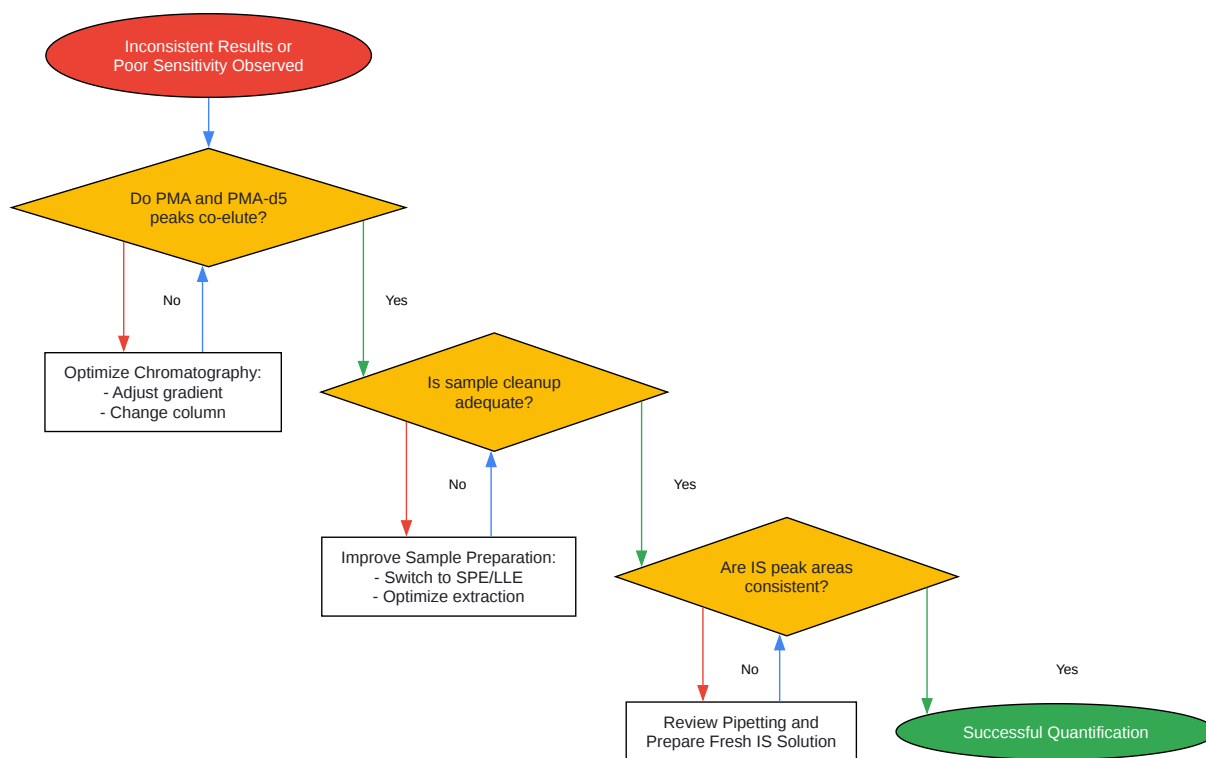 Inconsistent Results or
Poor Sensitivity Observed
Do PMA and PMA-d5
peaks co-elute?
No
Yes
Optimize Chromatography:
- Adjust gradient
- Change column
Is sample cleanup
adequate?
No
Yes
Improve Sample Preparation:
- Switch to SPE/LLE
- Optimize extraction
Are IS peak areas
consistent?
No
Yes
Review Pipetting and
Prepare Fresh IS Solution
Successful Quantification